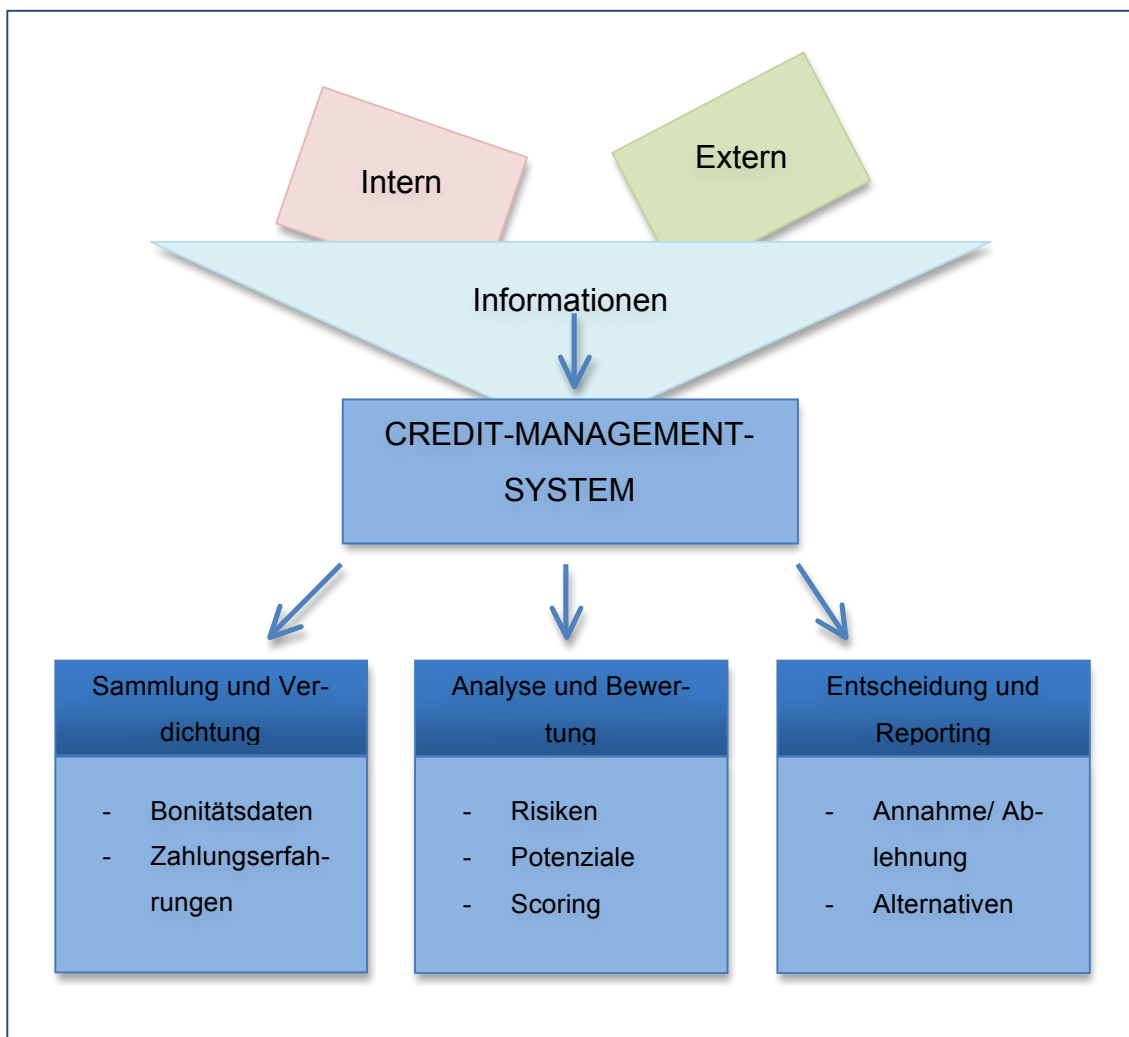 Intern
Extern
Informationen
CREDIT-MANAGEMENT-
SYSTEM
Sammlung und Ver-
dichtung
- Bonitätsdaten
- Zahlungserfah-
rungen
Analyse und Bewer-
tung
- Risiken
- Potenziale
- Scoring
Entscheidung und
Reporting
- Annahme/ Ab-
lehnung
- Alternativen